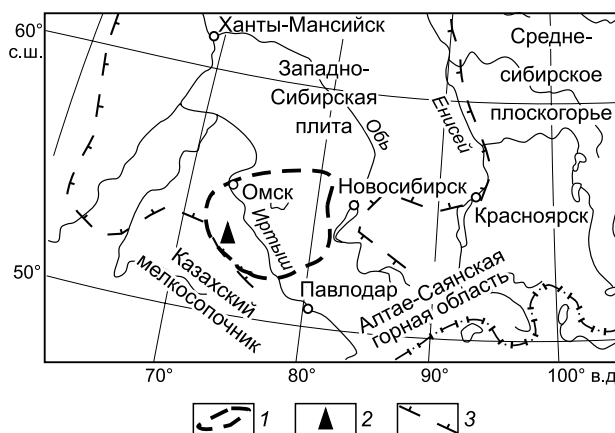 60°
с.ш.
Ханты-Мансийск
Средне-
сибирское
плоскогорье
Западно-
Сибирская
плита
Обь
Енисей
Омск
Иртыш
Новосибирск
Красноярск
50°
Казахский
мелкосопочник
Павлодар
Алтае-Саянская
горная область
70°
80°
90°
100° в.д.
1
2
3